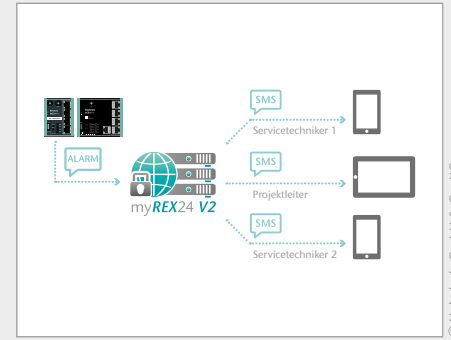 SMS
Servicetechniker 1
ALARM
SMS
Projektleiter
myREX24 V2
SMS
Servicetechniker 2